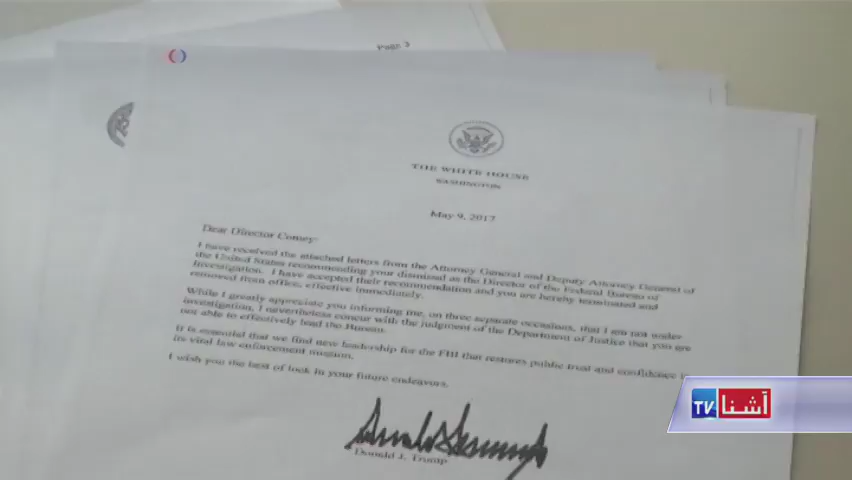 Page 3
THE WHITE HOUSE
WASHINGTON
May 9, 2017
Dear Director Comey:
I have received the attached letters from the Attorney General and Deputy Attorney General of
the United States recommending your dismissal as the Director of the Federal Bureau of
Investigation. I have accepted their recommendation and you are hereby terminated and
removed from office, effective immediately.
While I greatly appreciate you informing me, on three separate occasions, that I am not under
investigation, I nevertheless concur with the judgment of the Department of Justice that you are
not able to effectively lead the Bureau.
It is essential that we find new leadership for the FBI that restores public trust and confidence in
its vital law enforcement mission.
I wish you the best of luck in your future endeavors.
Donald J. Trump
TV آشنا